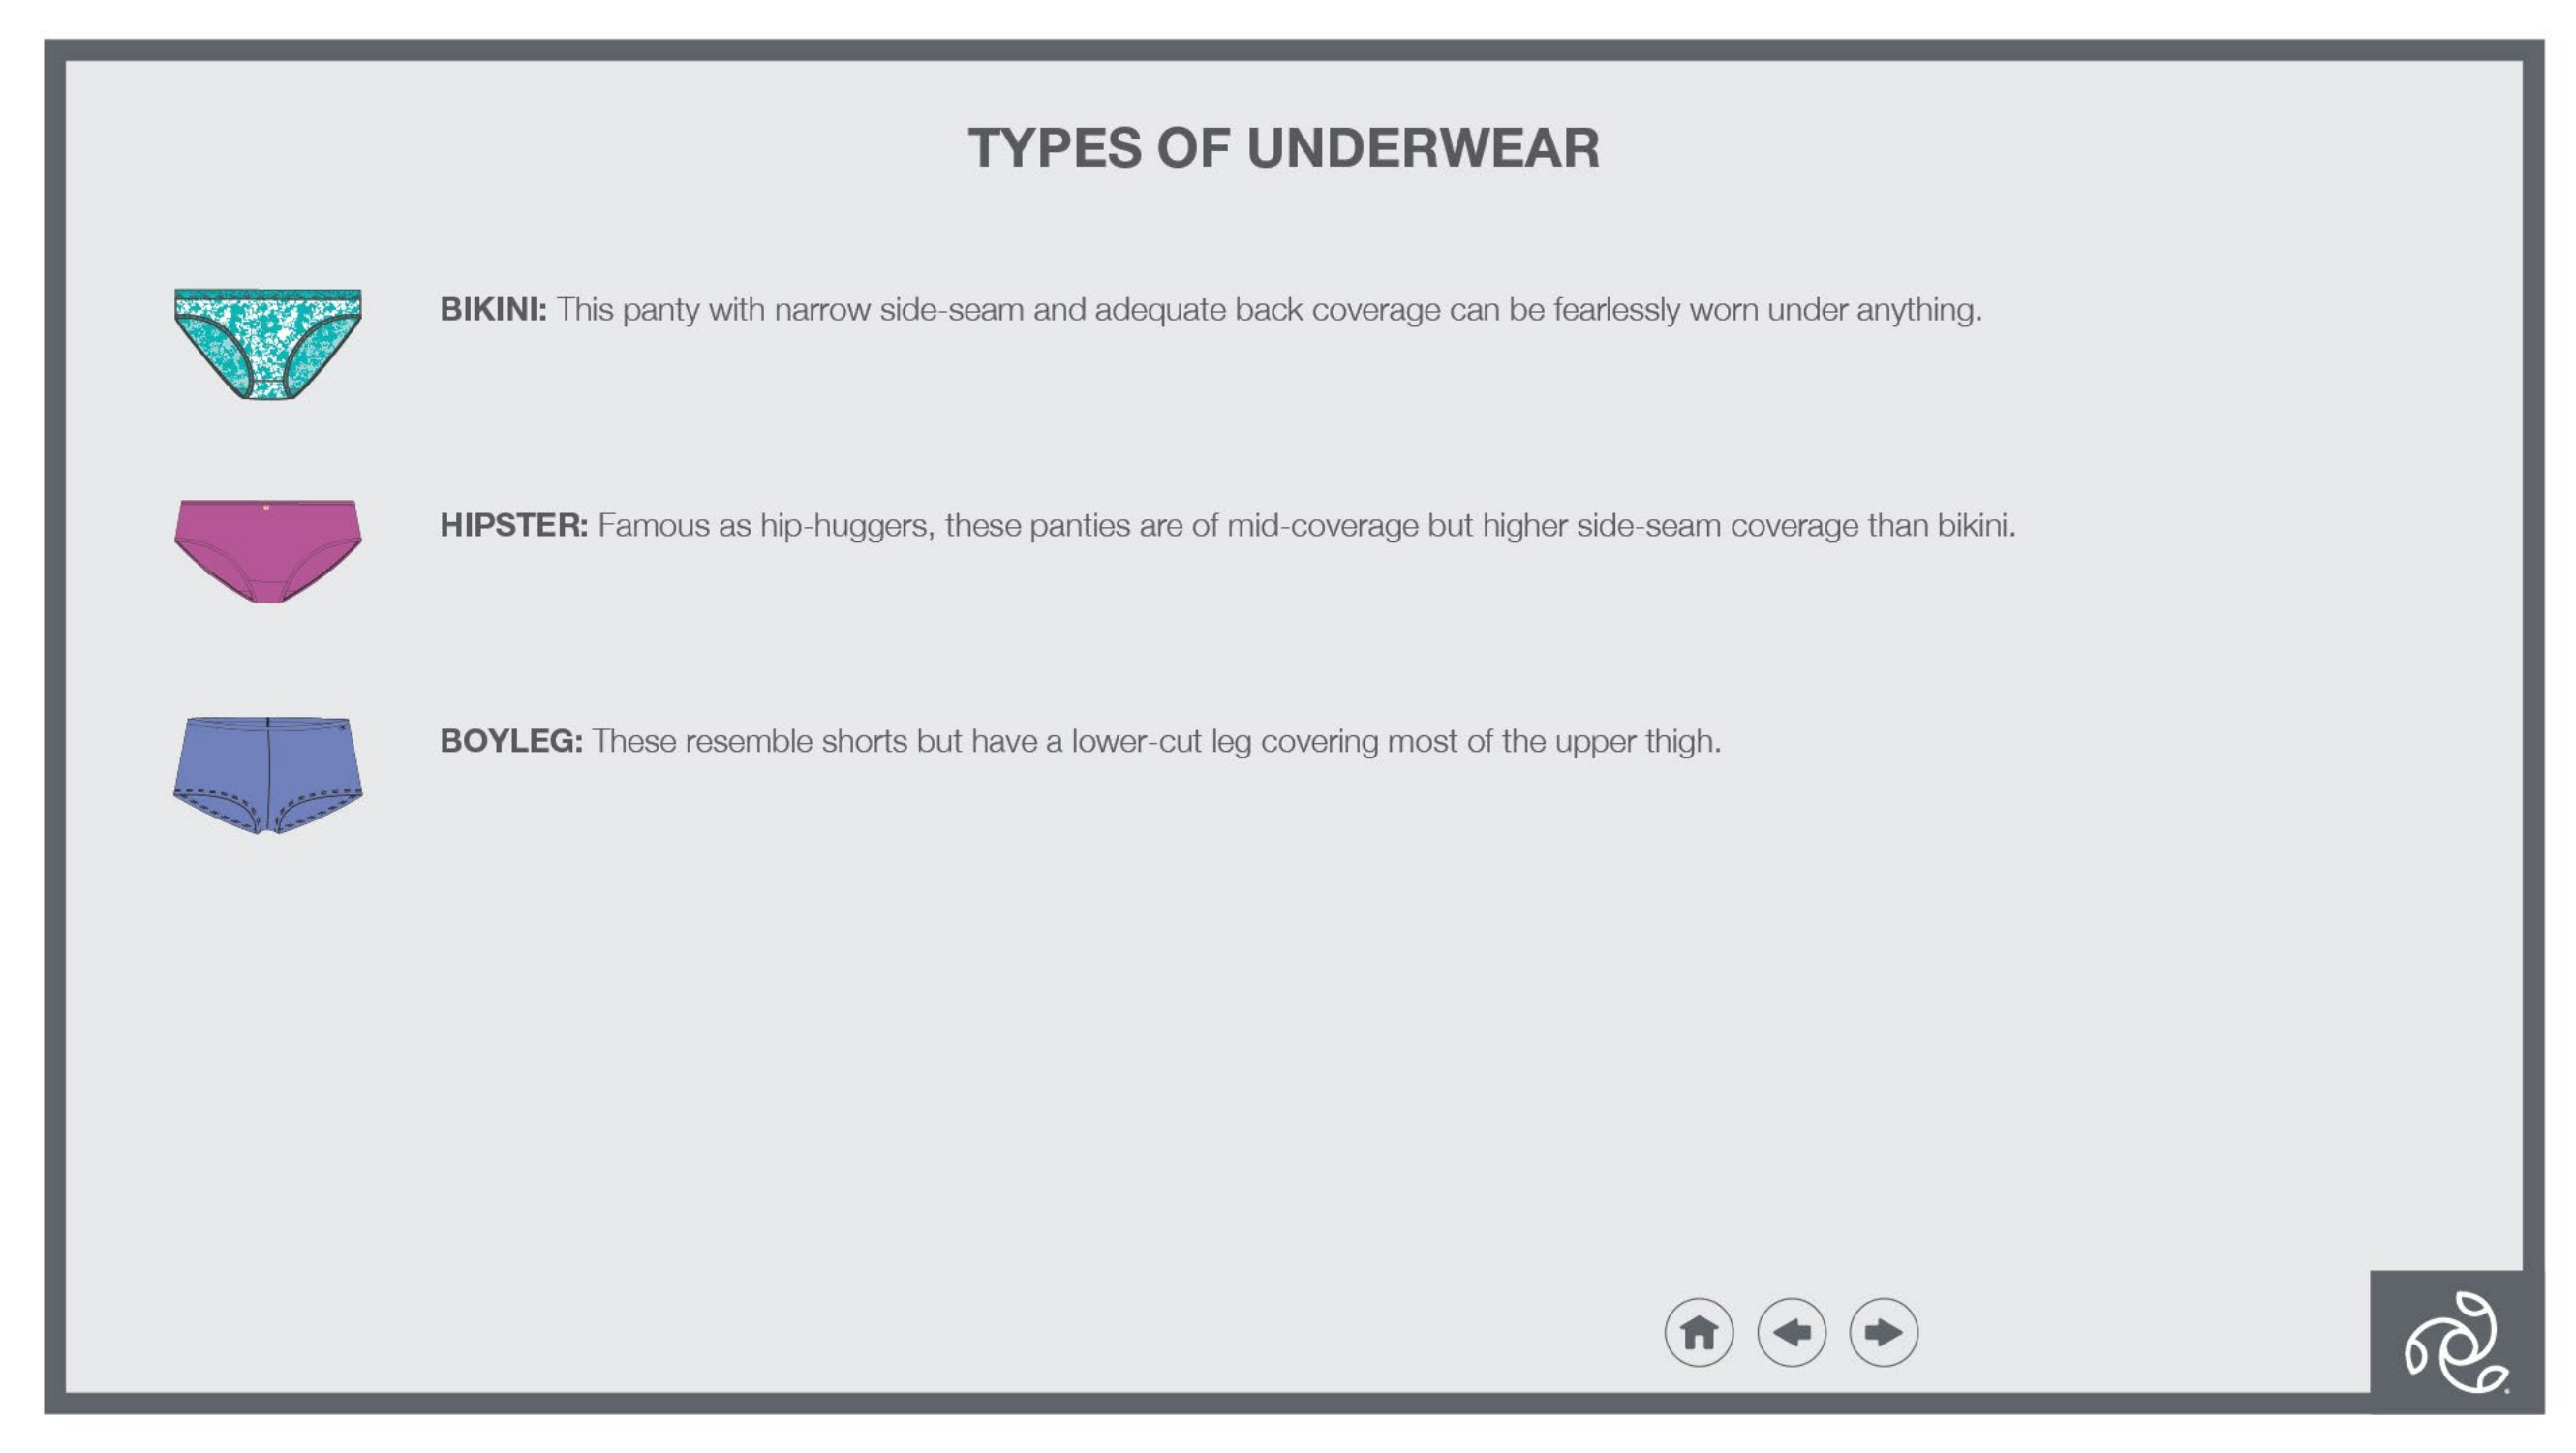 TYPES OF UNDERWEAR
BIKINI: This panty with narrow side-seam and adequate back coverage can be fearlessly worn under anything.
HIPSTER: Famous as hip-huggers, these panties are of mid-coverage but higher side-seam coverage than bikini.
BOYLEG: These resemble shorts but have a lower-cut leg covering most of the upper thigh.